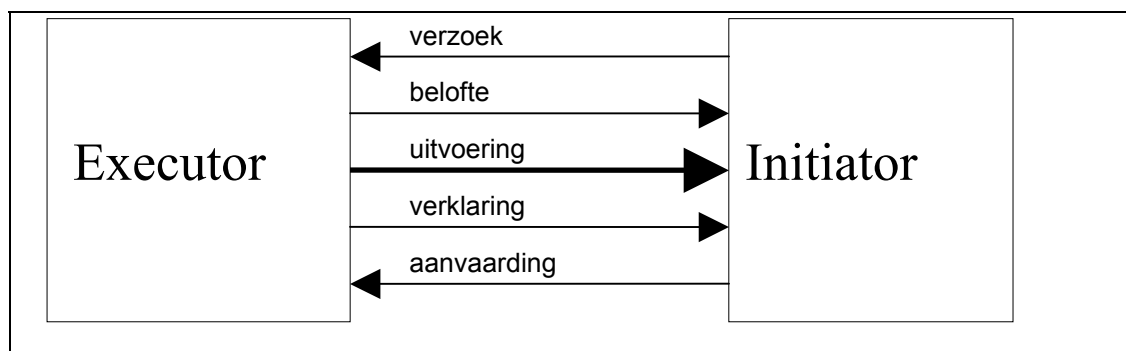 verzoek
belofte
Executor
uitvoering
Initiator
verklaring
aanvaarding